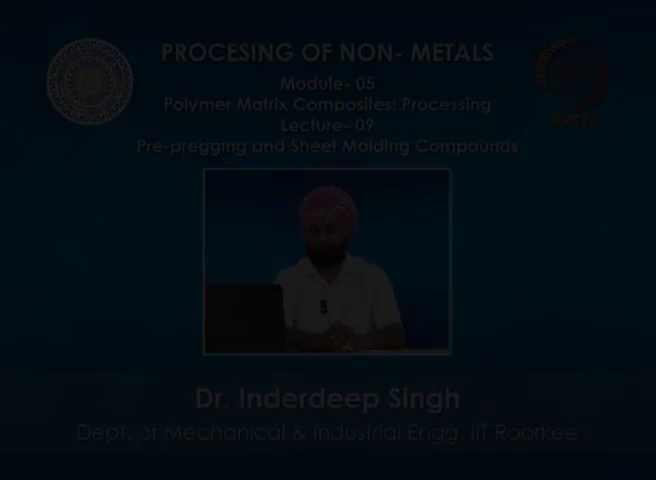 PROCESING OF NON- METALS
Module- 05
Polymer Matrix Composites: Processing
Lecture- 09
Pre-pregging and Sheet Molding Compounds
NPTEL
Dr. Inderdeep Singh
Dept. of Mechanical & Industrial Engg. IIT Roorkee